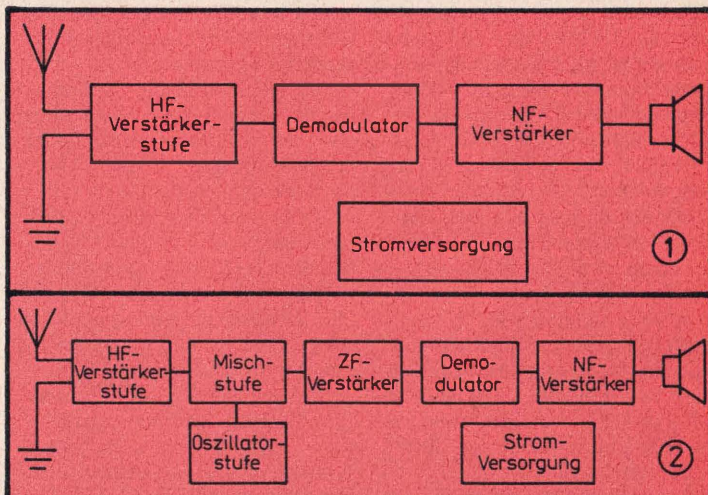 HF-
Verstärker-
stufe
Demodulator
NF-
Verstärker
Stromversorgung
1
HF-
Verstärker
stufe
Misch-
stufe
ZF-
Verstärker
Demo-
dulator
NF-
Verstärker
Oszillator-
stufe
Strom-
Versorgung
2